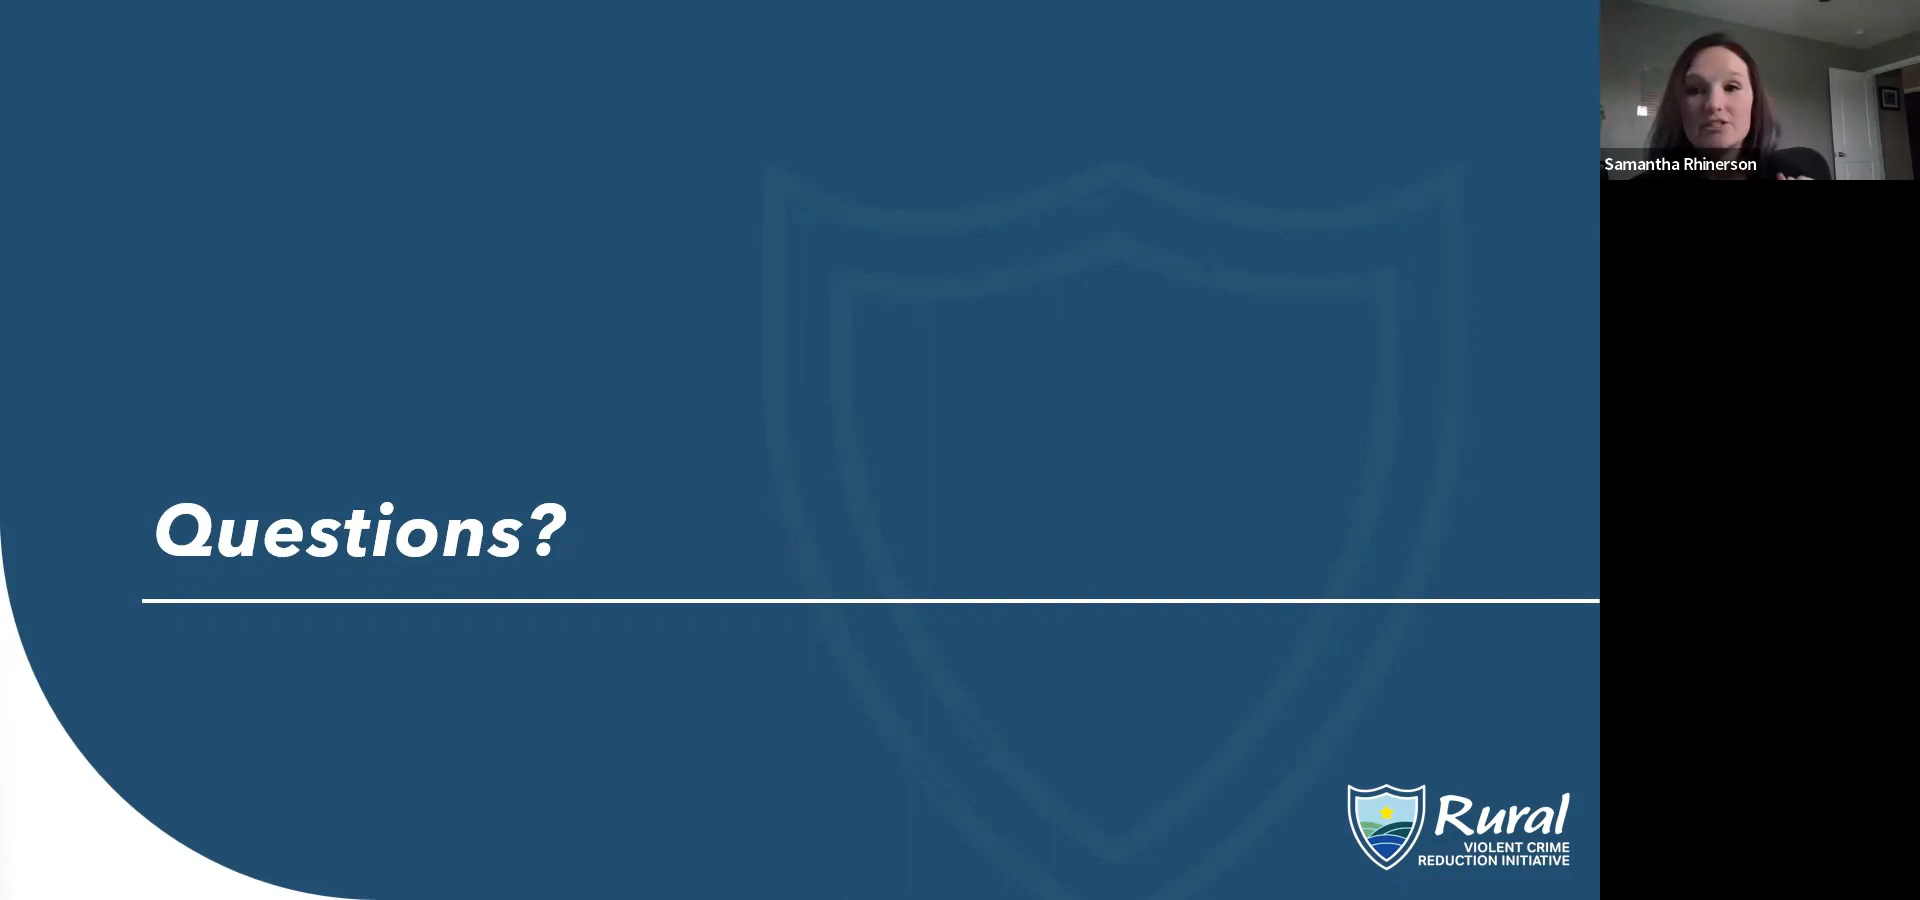 Samantha Rhinerson
Questions?
Rural
VIOLENT CRIME
REDUCTION INITIATIVE